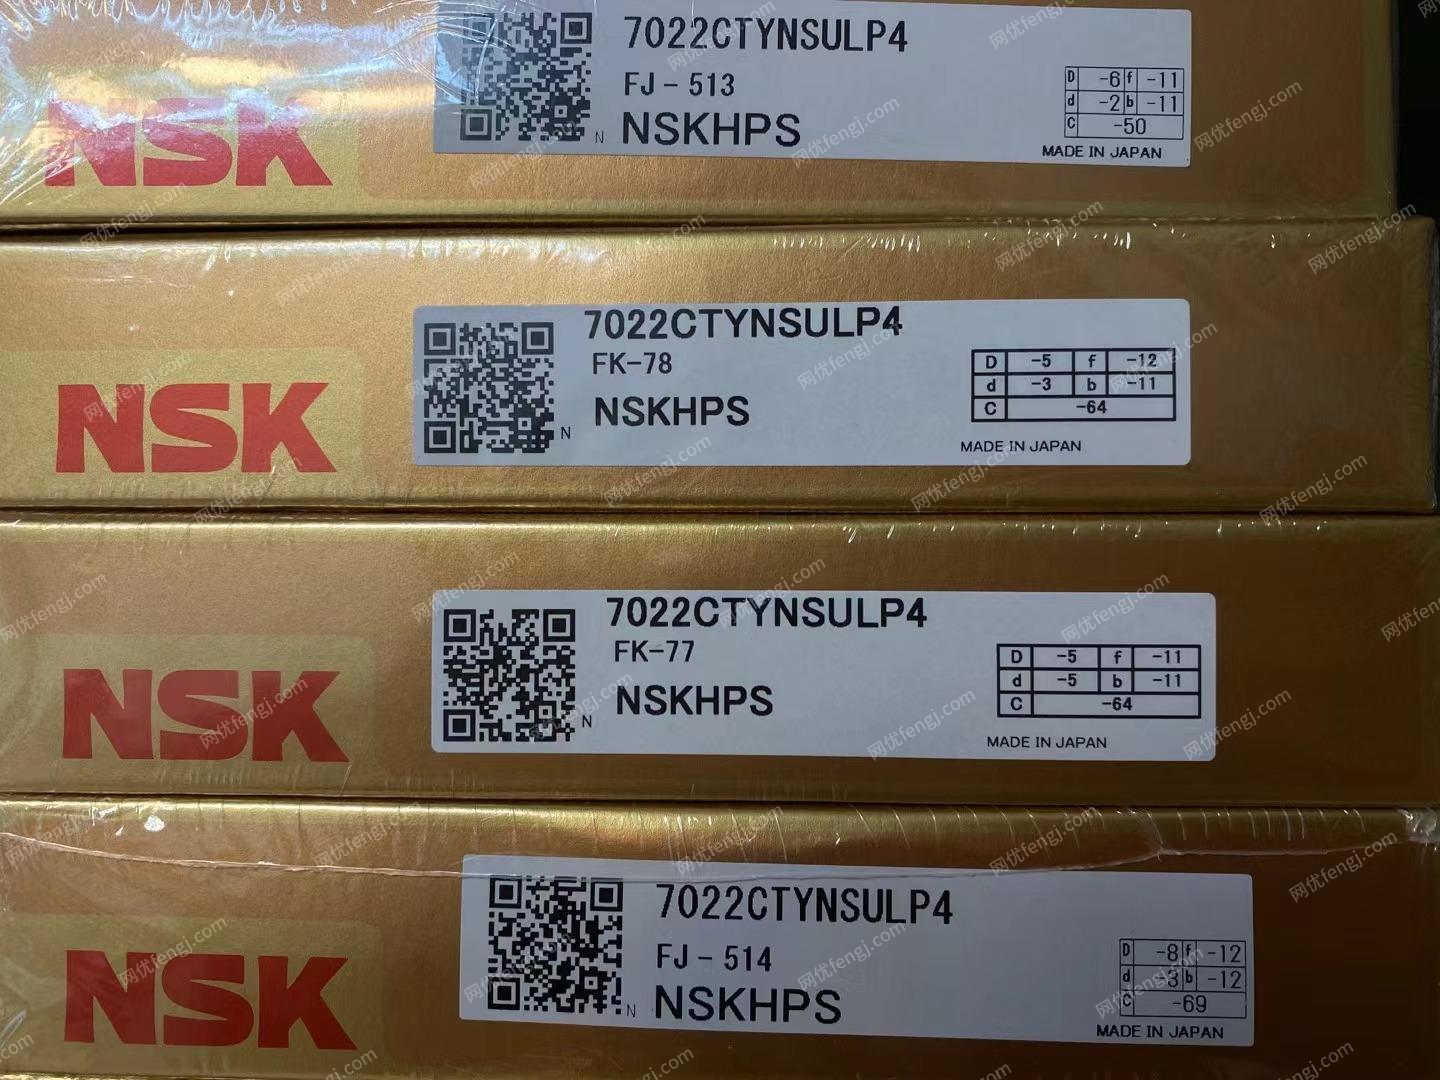 NSK
7022CTYNSULP4
FJ-513
N NSKHPS
D -6 f -11
d -2 b -11
C -50
MADE IN JAPAN
NSK
7022CTYNSULP4
FK-78
N NSKHPS
D -5 f -12
d -3 b -11
C -64
MADE IN JAPAN
NSK
7022CTYNSULP4
FK-77
N NSKHPS
D -5 f -11
d -5 b -11
C -64
MADE IN JAPAN
NSK
7022CTYNSULP4
FJ-514
N NSKHPS
D -8 f -12
d -3 b -12
C -69
MADE IN JAPAN
网优fengj.com